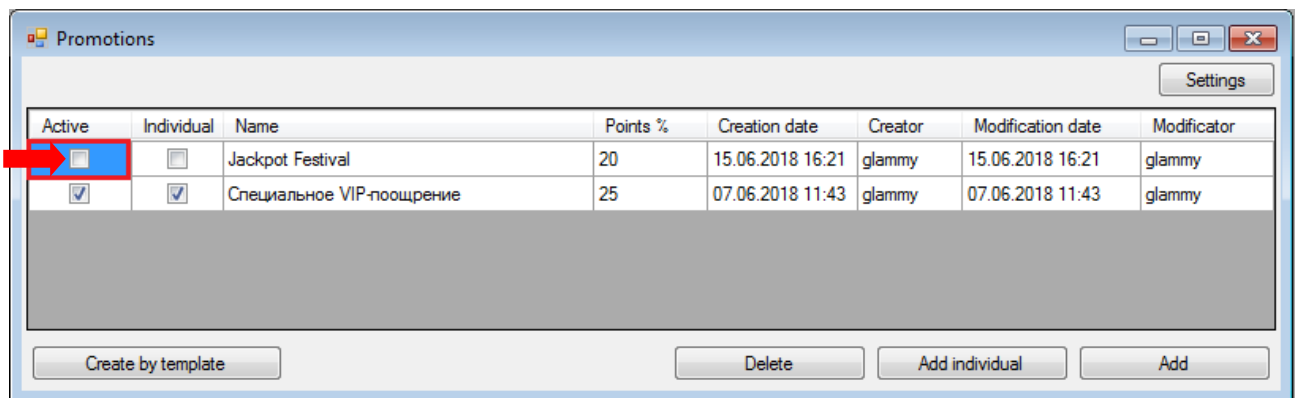 Promotions
Settings
Active Individual Name Points % Creation date Creator Modification date Modificator
Jackpot Festival 20 15.06.2018 16:21 glammy 15.06.2018 16:21 glammy
Специальное VIP-поощрение 25 07.06.2018 11:43 glammy 07.06.2018 11:43 glammy
Create by template Delete Add individual Add